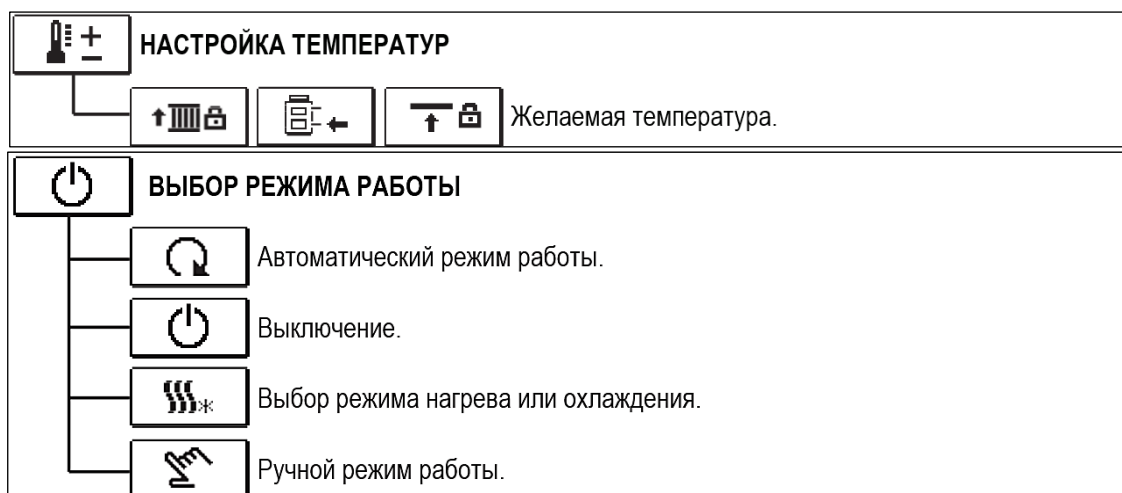 НАСТРОЙКА ТЕМПЕРАТУР
Желаемая температура.
ВЫБОР РЕЖИМА РАБОТЫ
Автоматический режим работы.
Выключение.
Выбор режима нагрева или охлаждения.
Ручной режим работы.